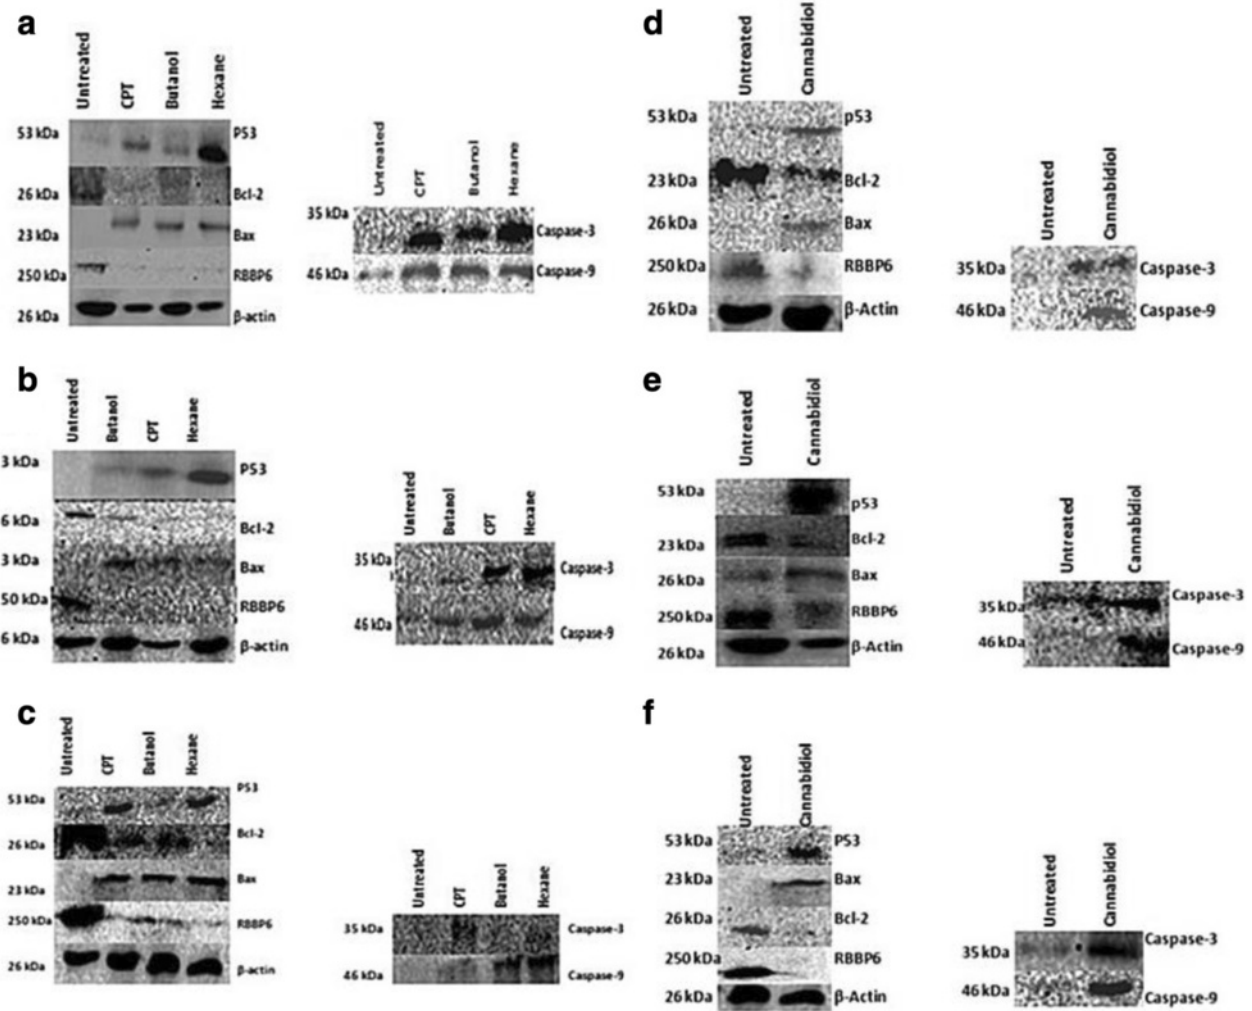 a
Untreated
CPT
Butanol
Hexane
53 kDa
P53
26 kDa
Bcl-2
23 kDa
Bax
250 kDa
RBBP6
26 kDa
β-actin
Untreated
CPT
Butanol
Hexane
35 kDa
Caspase-3
46 kDa
Caspase-9
b
Untreated
Butanol
CPT
Hexane
3 kDa
P53
6 kDa
Bcl-2
3 kDa
Bax
50 kDa
RBBP6
6 kDa
β-actin
Untreated
Butanol
CPT
Hexane
35 kDa
Caspase-3
46 kDa
Caspase-9
c
Untreated
CPT
Butanol
Hexane
53 kDa
P53
26 kDa
Bcl-2
23 kDa
Bax
250 kDa
RBBP6
26 kDa
β-actin
Untreated
CPT
Butanol
Hexane
35 kDa
Caspase-3
46 kDa
Caspase-9
d
Untreated
Cannabidiol
53 kDa
p53
23 kDa
Bcl-2
26 kDa
Bax
250 kDa
RBBP6
26 kDa
β-Actin
Untreated
Cannabidiol
35 kDa
Caspase-3
46 kDa
Caspase-9
e
Untreated
Cannabidiol
53 kDa
p53
23 kDa
Bcl-2
26 kDa
Bax
250 kDa
RBBP6
26 kDa
β-Actin
Untreated
Cannabidiol
35 kDa
Caspase-3
46 kDa
Caspase-9
f
Untreated
Cannabidiol
53 kDa
P53
23 kDa
Bax
26 kDa
Bcl-2
250 kDa
RBBP6
26 kDa
β-Actin
Untreated
Cannabidiol
35 kDa
Caspase-3
46 kDa
Caspase-9